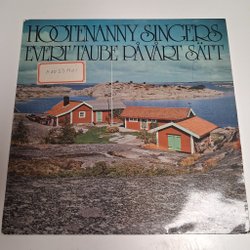 HOOTENANNY SINGERS
EVERT TAUBE PÅ VÅRT SÄTT